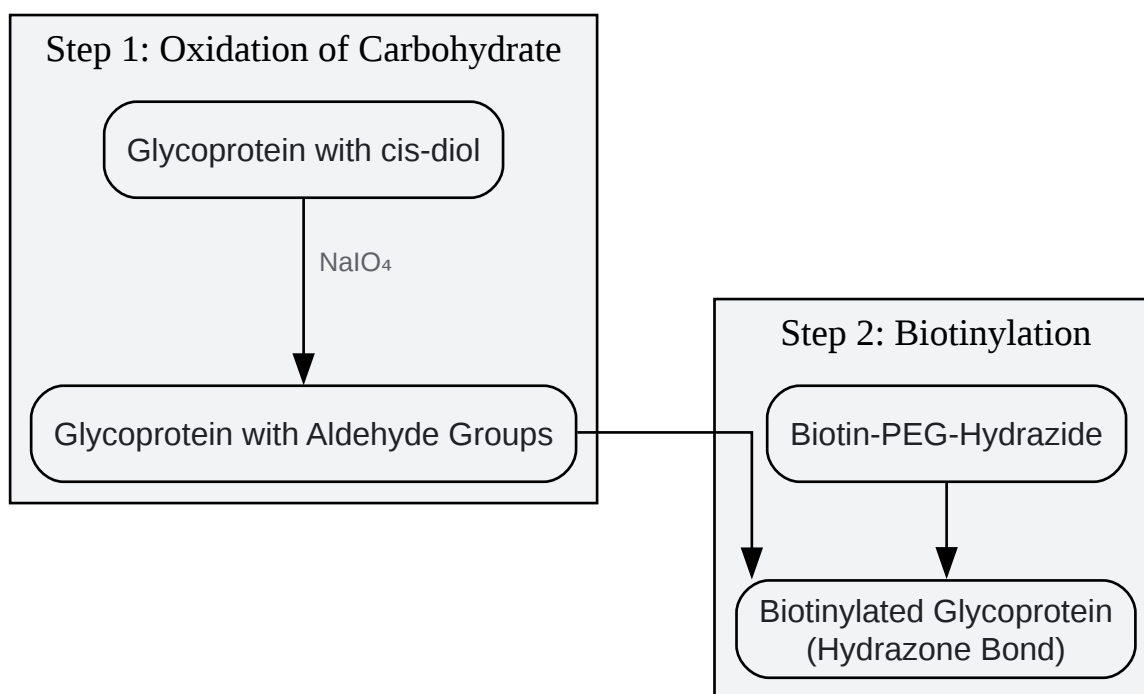 Step 1: Oxidation of Carbohydrate
Glycoprotein with cis-diol
NaIO₄
Glycoprotein with Aldehyde Groups
Step 2: Biotinylation
Biotin-PEG-Hydrazide
Biotinylated Glycoprotein
(Hydrazone Bond)